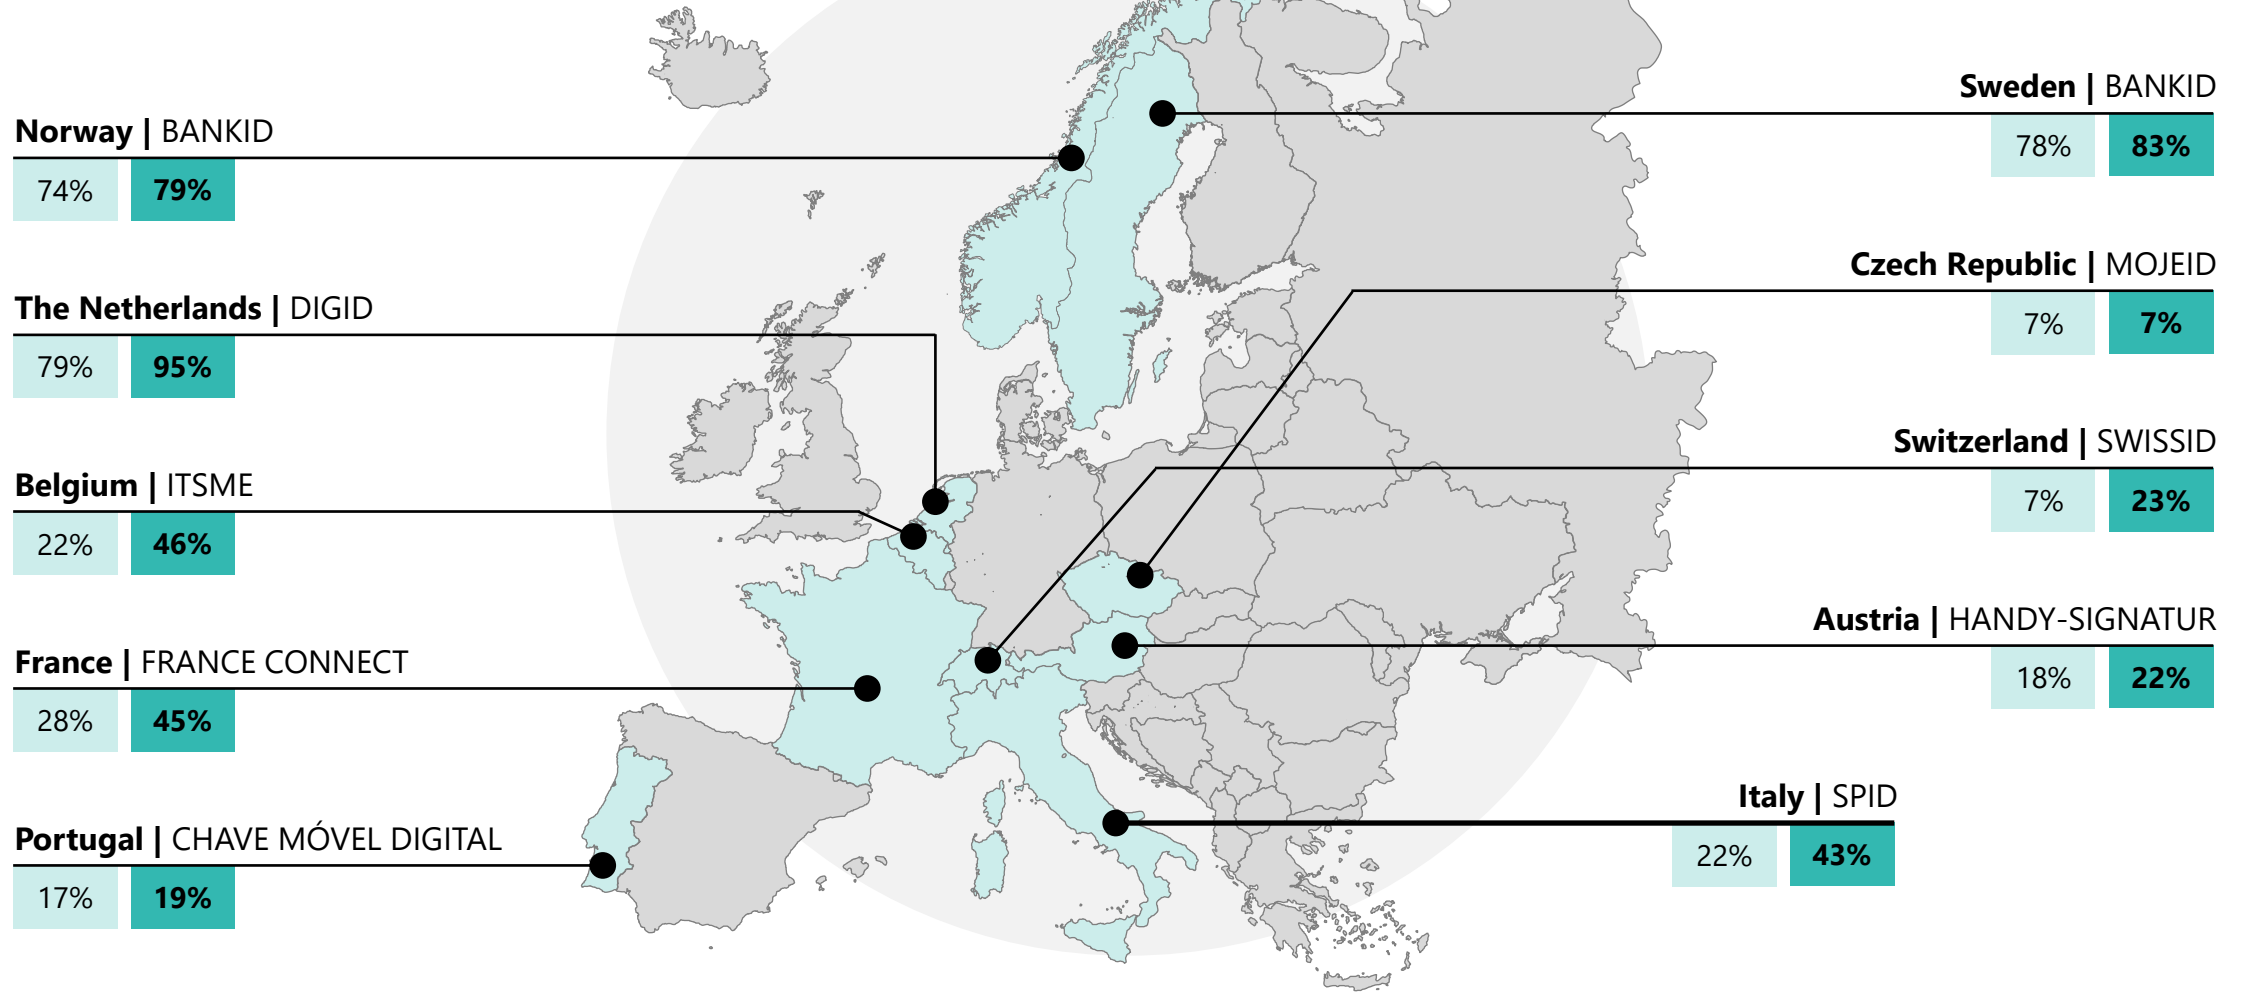 Norway | BANKID
74% 79%
The Netherlands | DIGID
79% 95%
Belgium | ITSME
22% 46%
France | FRANCE CONNECT
28% 45%
Portugal | CHAVE MÓVEL DIGITAL
17% 19%
Sweden | BANKID
78% 83%
Czech Republic | MOJEID
7% 7%
Switzerland | SWISSID
7% 23%
Austria | HANDY-SIGNATUR
18% 22%
Italy | SPID
22% 43%